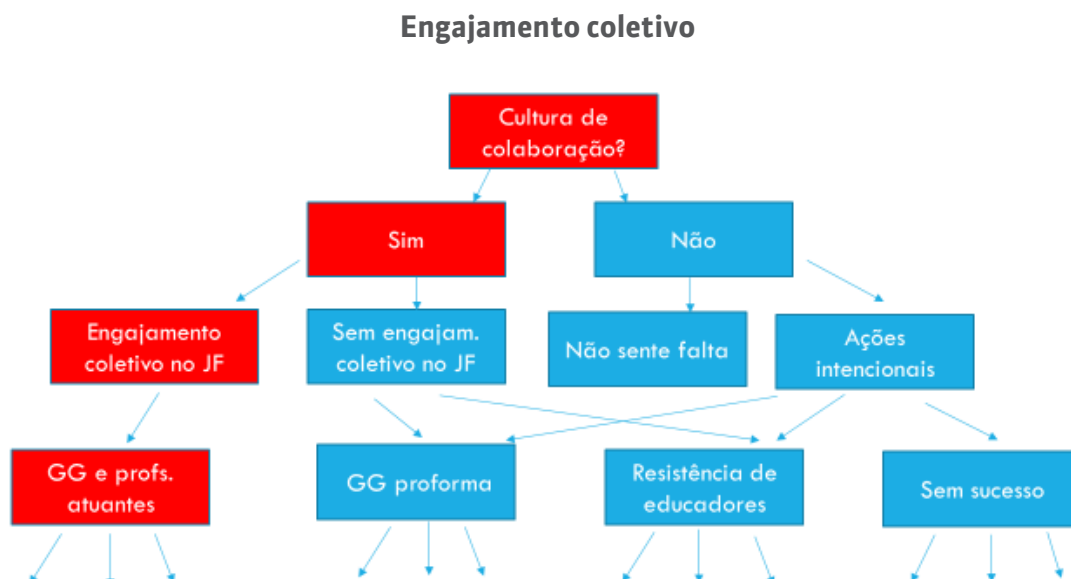 Engajamento coletivo
Cultura de
colaboração?
Sim
Não
Engajamento
coletivo no JF
Sem engajam.
coletivo no JF
Não sente falta
Ações
intencionais
GG e profs.
atuantes
GG proforma
Resistência de
educadores
Sem sucesso